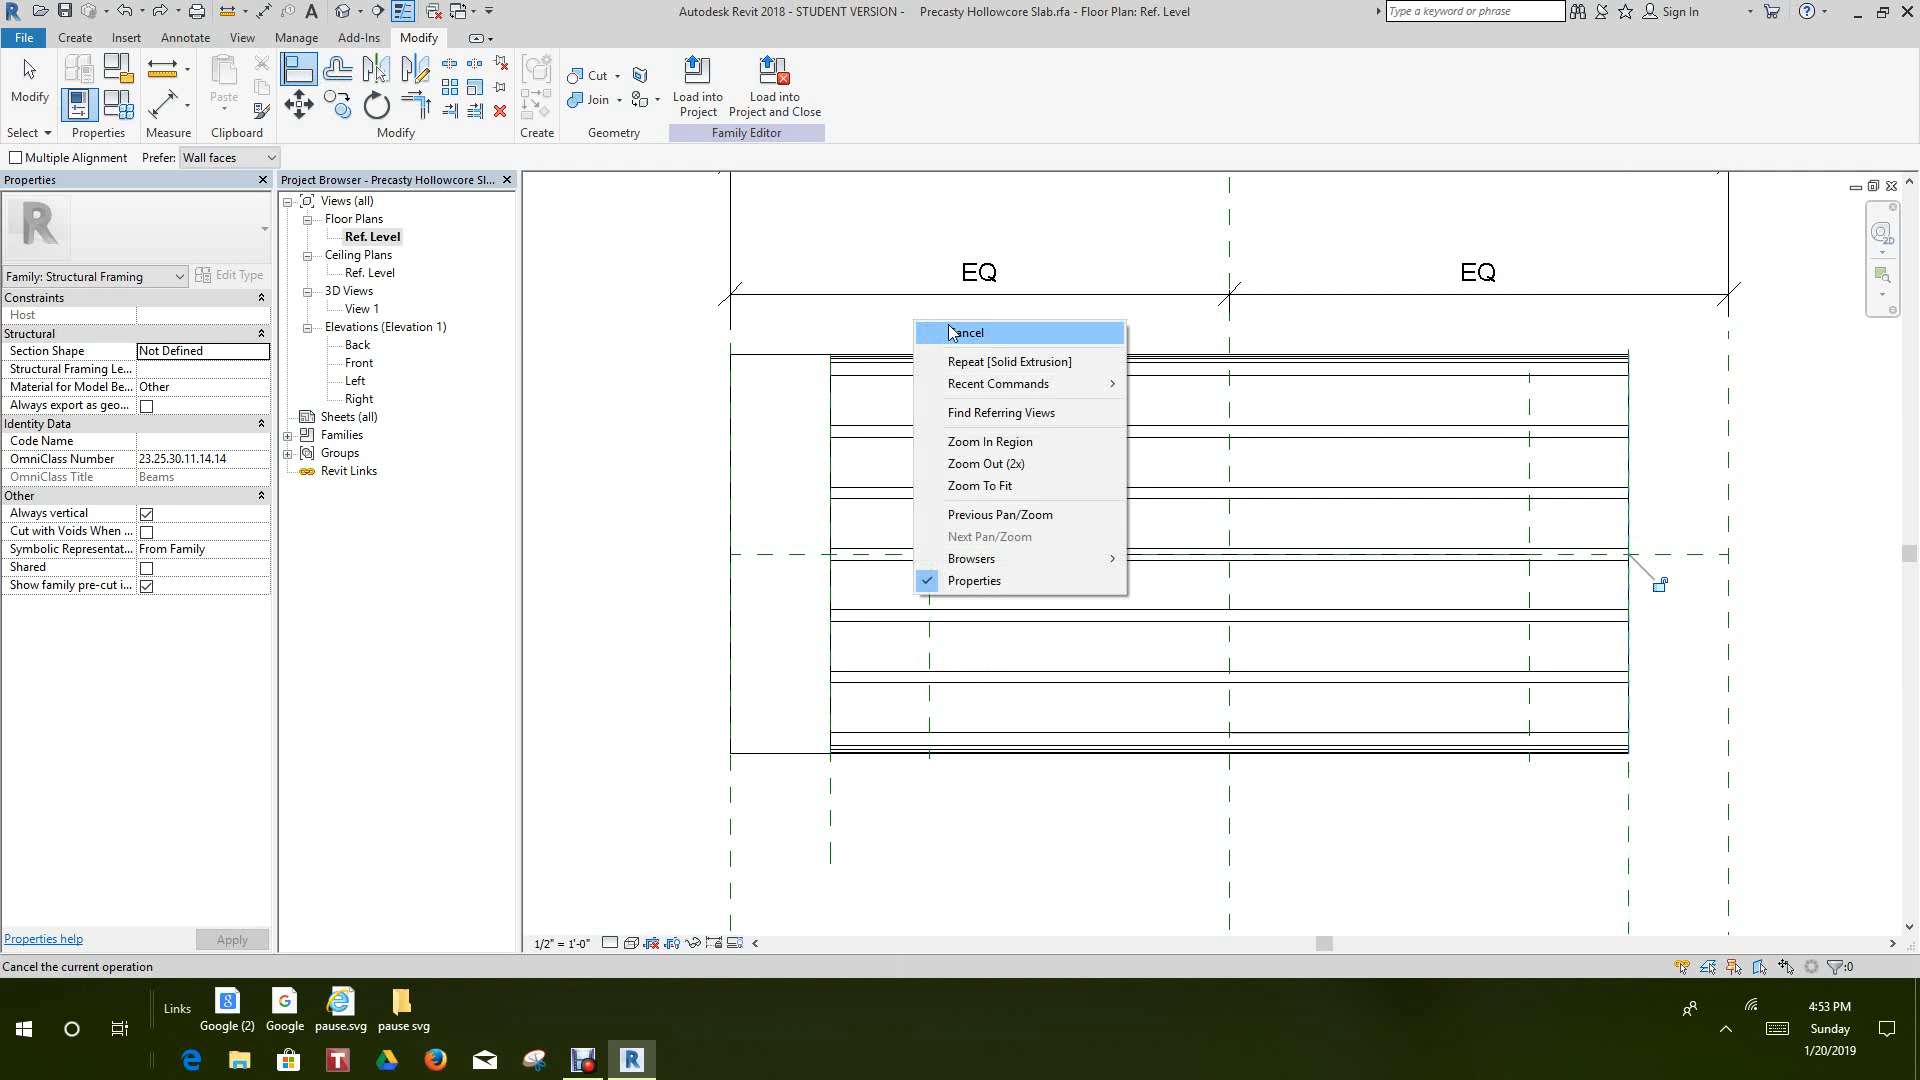 Autodesk Revit 2018 - STUDENT VERSION - Precasty Hollowcore Slab.rfa - Floor Plan: Ref. Level
Type a keyword or phrase
Sign In
File Create Insert Annotate View Manage Add-Ins Modify
Modify
Paste
Cut
Join
Load into Project
Load into Project and Close
Select Properties Measure Clipboard Modify Create Geometry Family Editor
Multiple Alignment Prefer: Wall faces
Properties
R
Family: Structural Framing Edit Type
Constraints
Host
Structural
Section Shape Not Defined
Structural Framing Le...
Material for Model Be... Other
Always export as geo...
Identity Data
Code Name
OmniClass Number 23.25.30.11.14.14
OmniClass Title Beams
Other
Always vertical
Cut with Voids When ...
Symbolic Representat... From Family
Shared
Show family pre-cut i...
Properties help Apply
Project Browser - Precasty Hollowcore Sl...
Views (all)
Floor Plans
Ref. Level
Ceiling Plans
Ref. Level
3D Views
View 1
Elevations (Elevation 1)
Back
Front
Left
Right
Sheets (all)
Families
Groups
Revit Links
EQ EQ
2D
ancel
Repeat [Solid Extrusion]
Recent Commands
Find Referring Views
Zoom In Region
Zoom Out (2x)
Zoom To Fit
Previous Pan/Zoom
Next Pan/Zoom
Browsers
Properties
1/2" = 1'-0"
Cancel the current operation
:0
Links
Google (2) Google pause.svg pause svg
4:53 PM
Sunday
1/20/2019